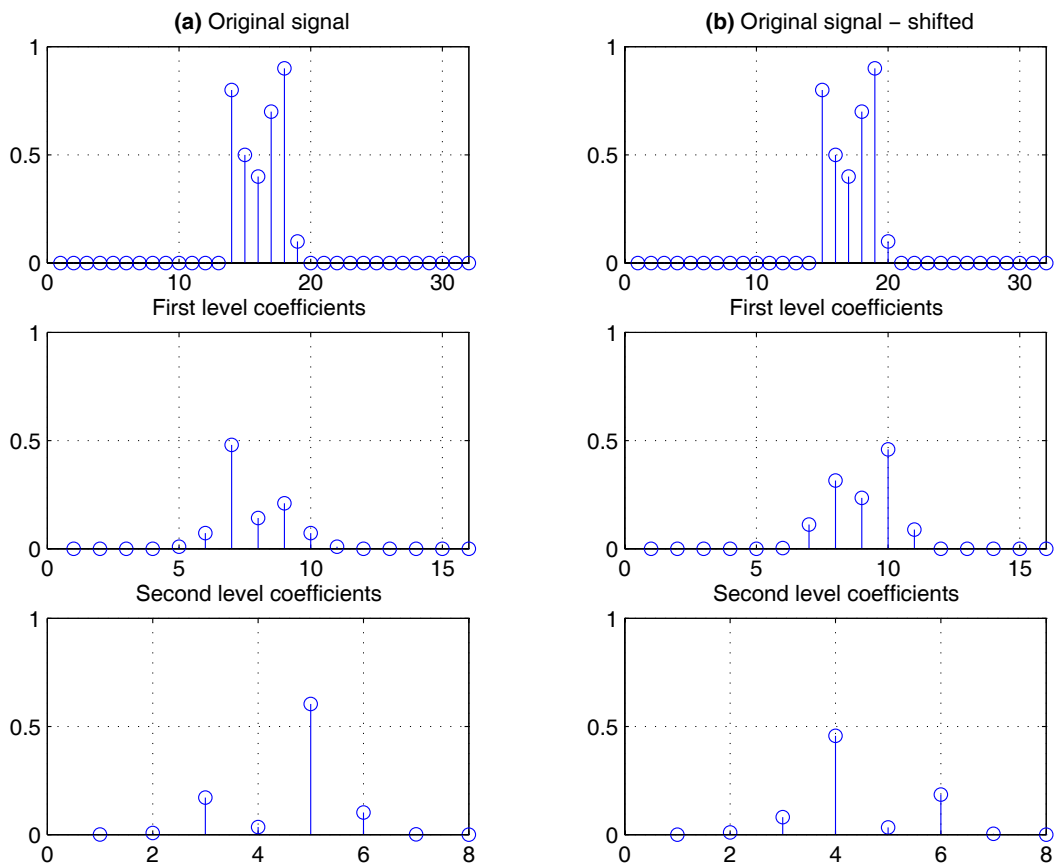 (a) Original signal
1
0.5
0
0 10 20 30
First level coefficients
1
0.5
0
0 5 10 15
Second level coefficients
1
0.5
0
0 2 4 6 8
(b) Original signal – shifted
1
0.5
0
0 10 20 30
First level coefficients
1
0.5
0
0 5 10 15
Second level coefficients
1
0.5
0
0 2 4 6 8